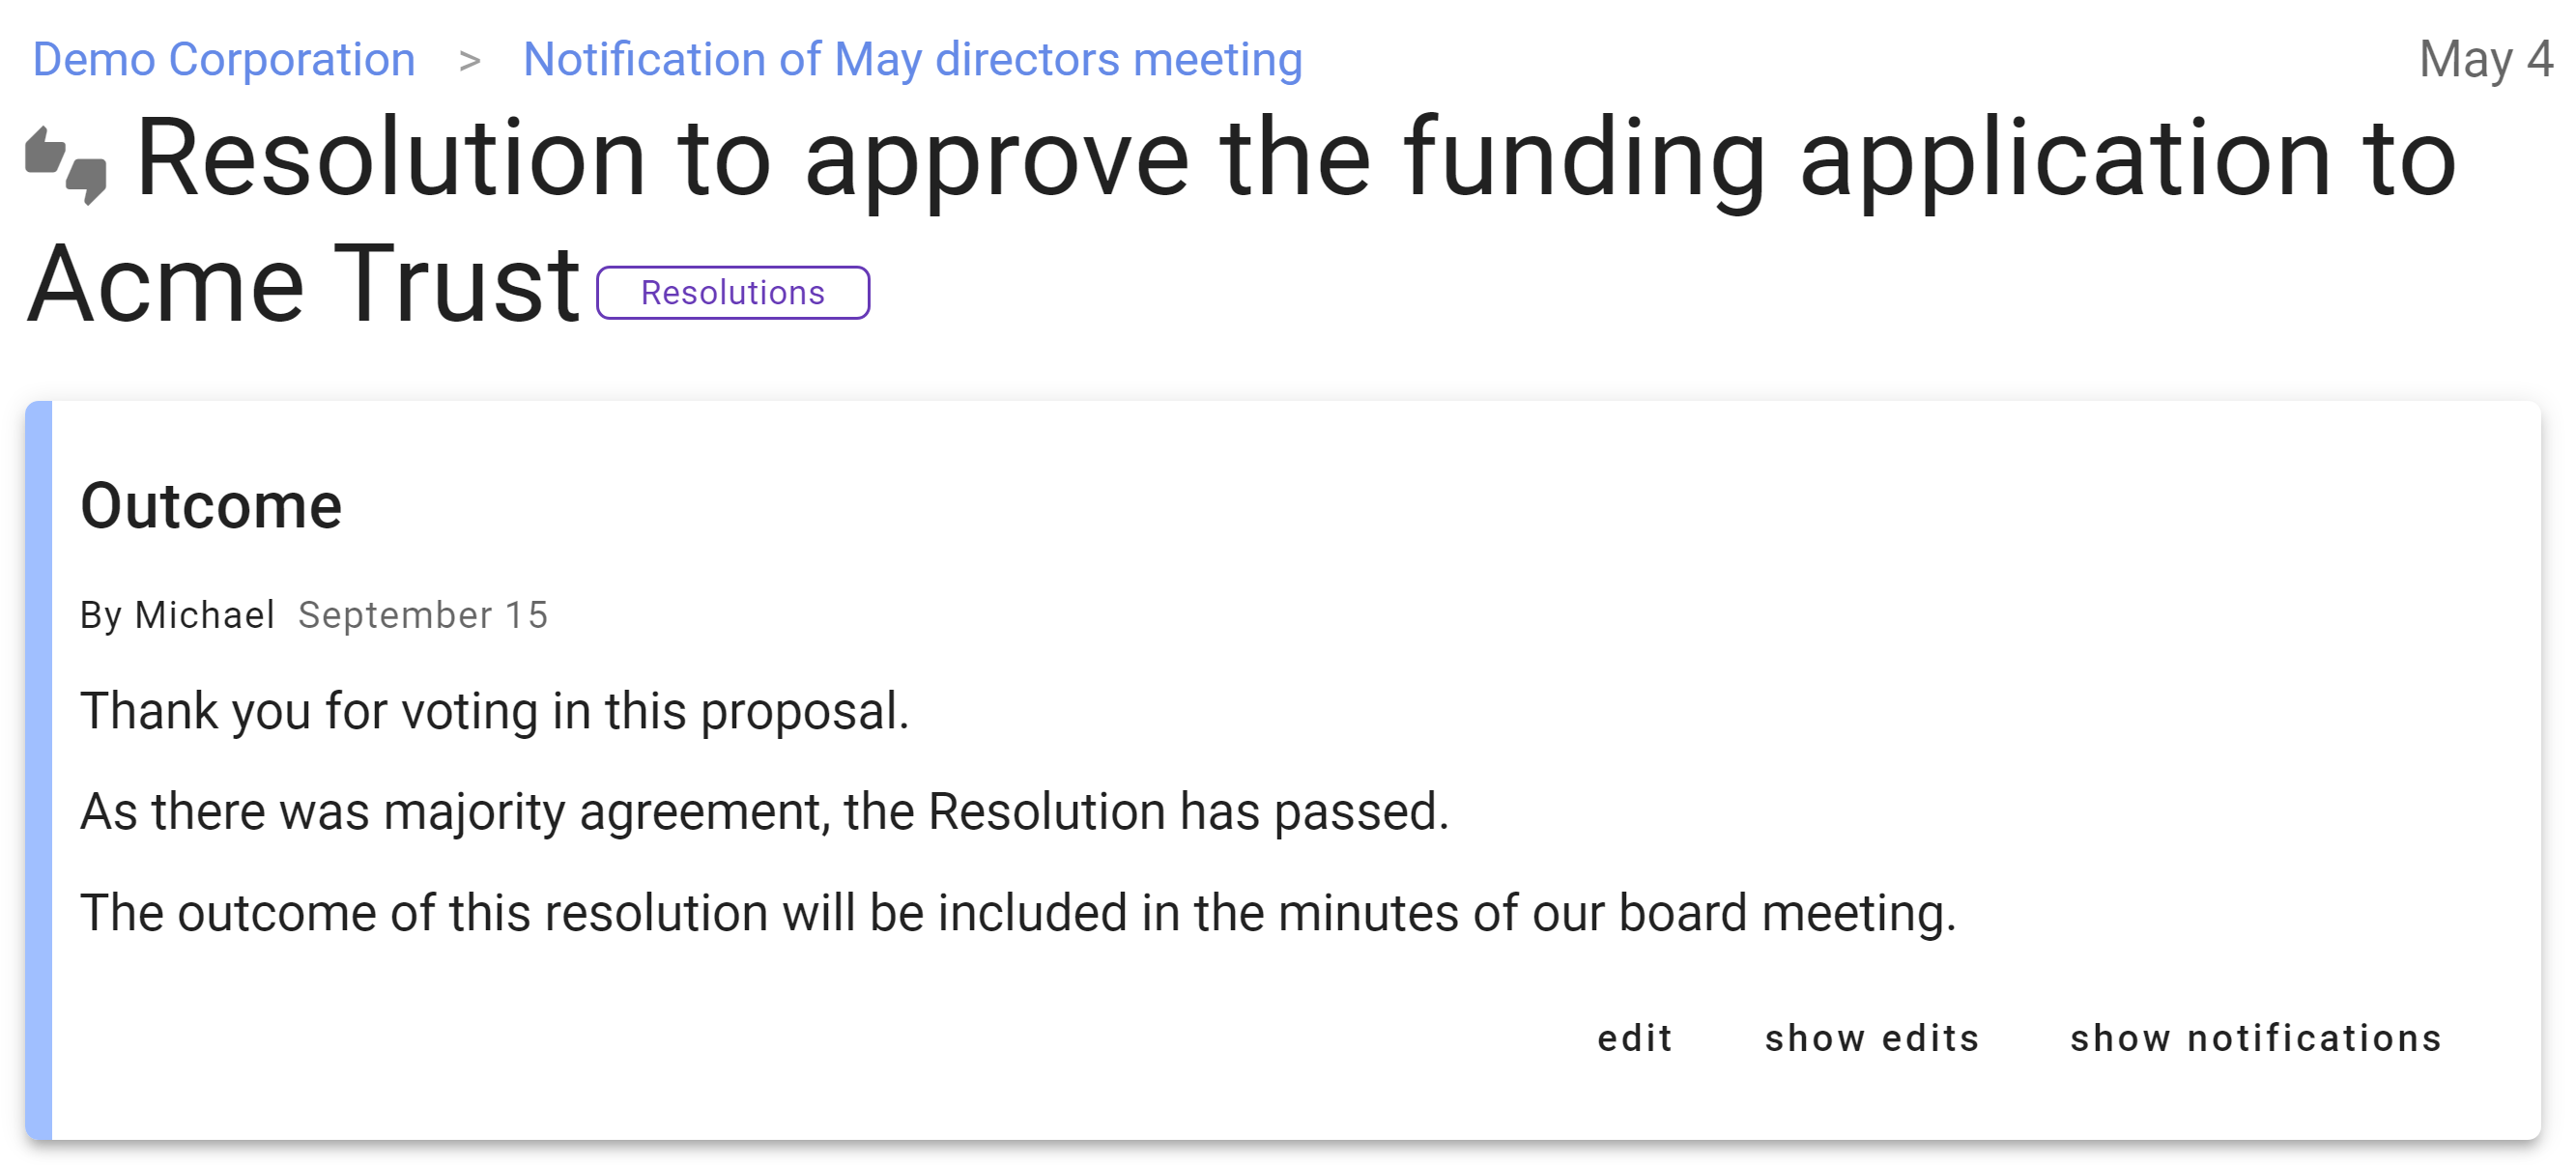 Demo Corporation > Notification of May directors meeting May 4
Resolution to approve the funding application to
Acme Trust Resolutions
Outcome
By Michael September 15
Thank you for voting in this proposal.
As there was majority agreement, the Resolution has passed.
The outcome of this resolution will be included in the minutes of our board meeting.
edit show edits show notifications